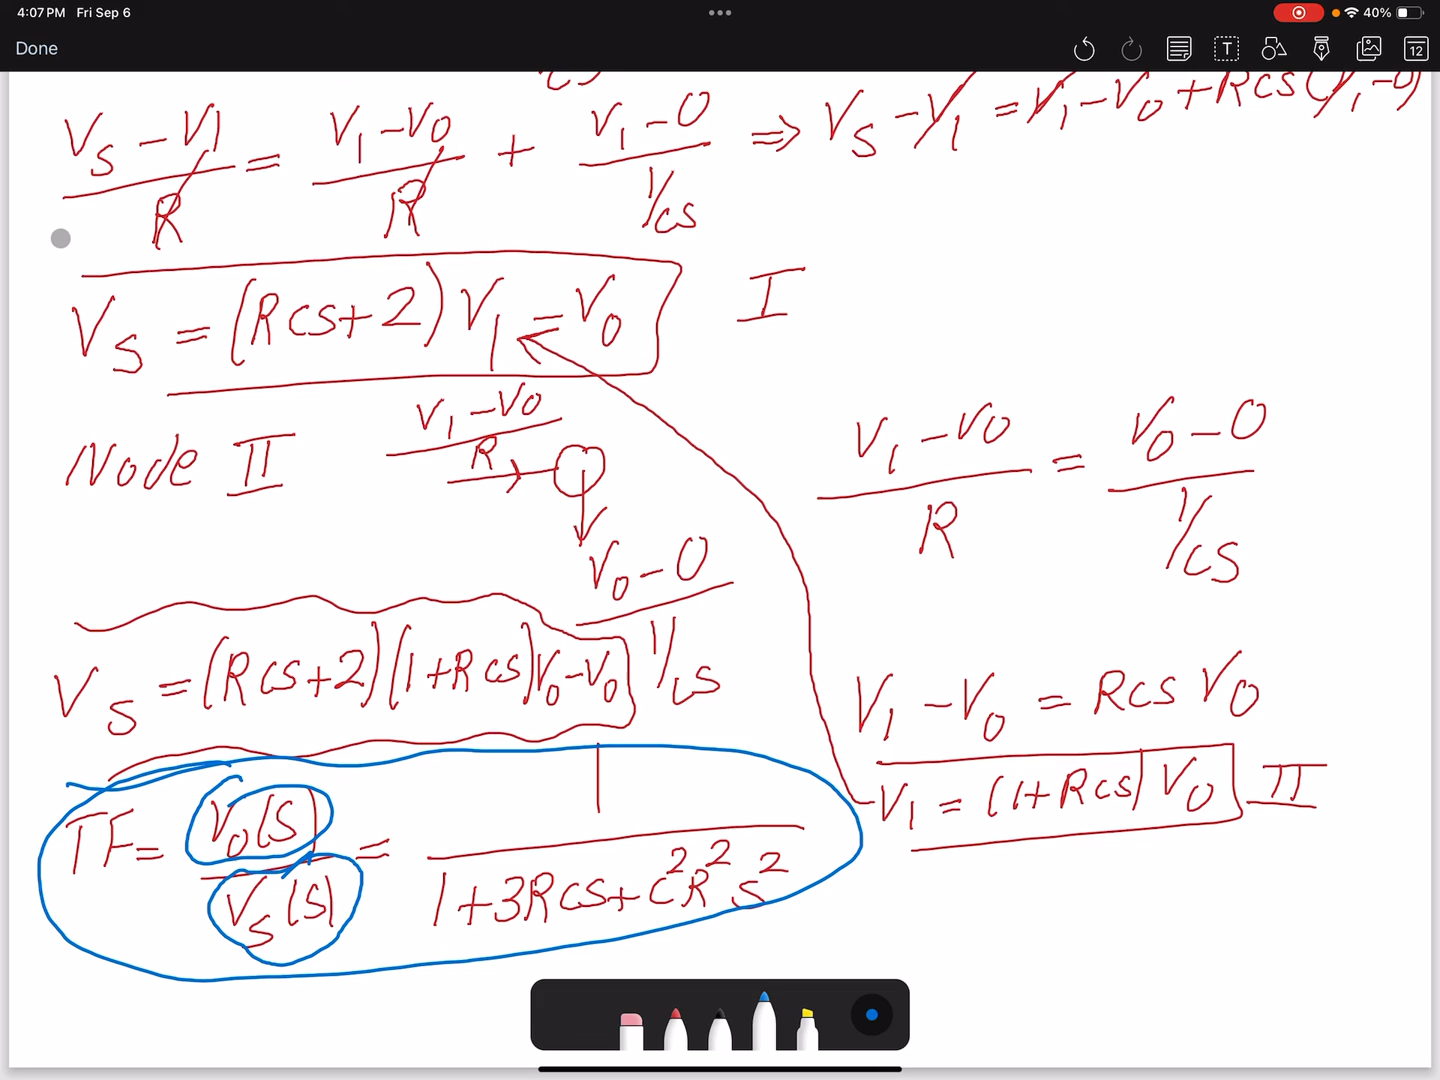 4:07 PM Fri Sep 6
40%
Done
T
12
(Vs - V1)/R = (V1 - Vo)/R + (V1 - 0)/(1/cs) ⇒ Vs - V1 = V1 - Vo + Rcs(V1 - 0)
Vs = (Rcs+2) V1 = Vo I
Node II (V1 - Vo)/R → (Vo - 0)/(1/cs)
(V1 - Vo)/R = (Vo - 0)/(1/cs)
Vs = (Rcs+2)(1+Rcs)Vo - Vo
V1 - Vo = Rcs Vo
V1 = (1+Rcs) Vo II
TF = Vo(s)/Vs(s) = 1/(1+3Rcs+c²R²s²)